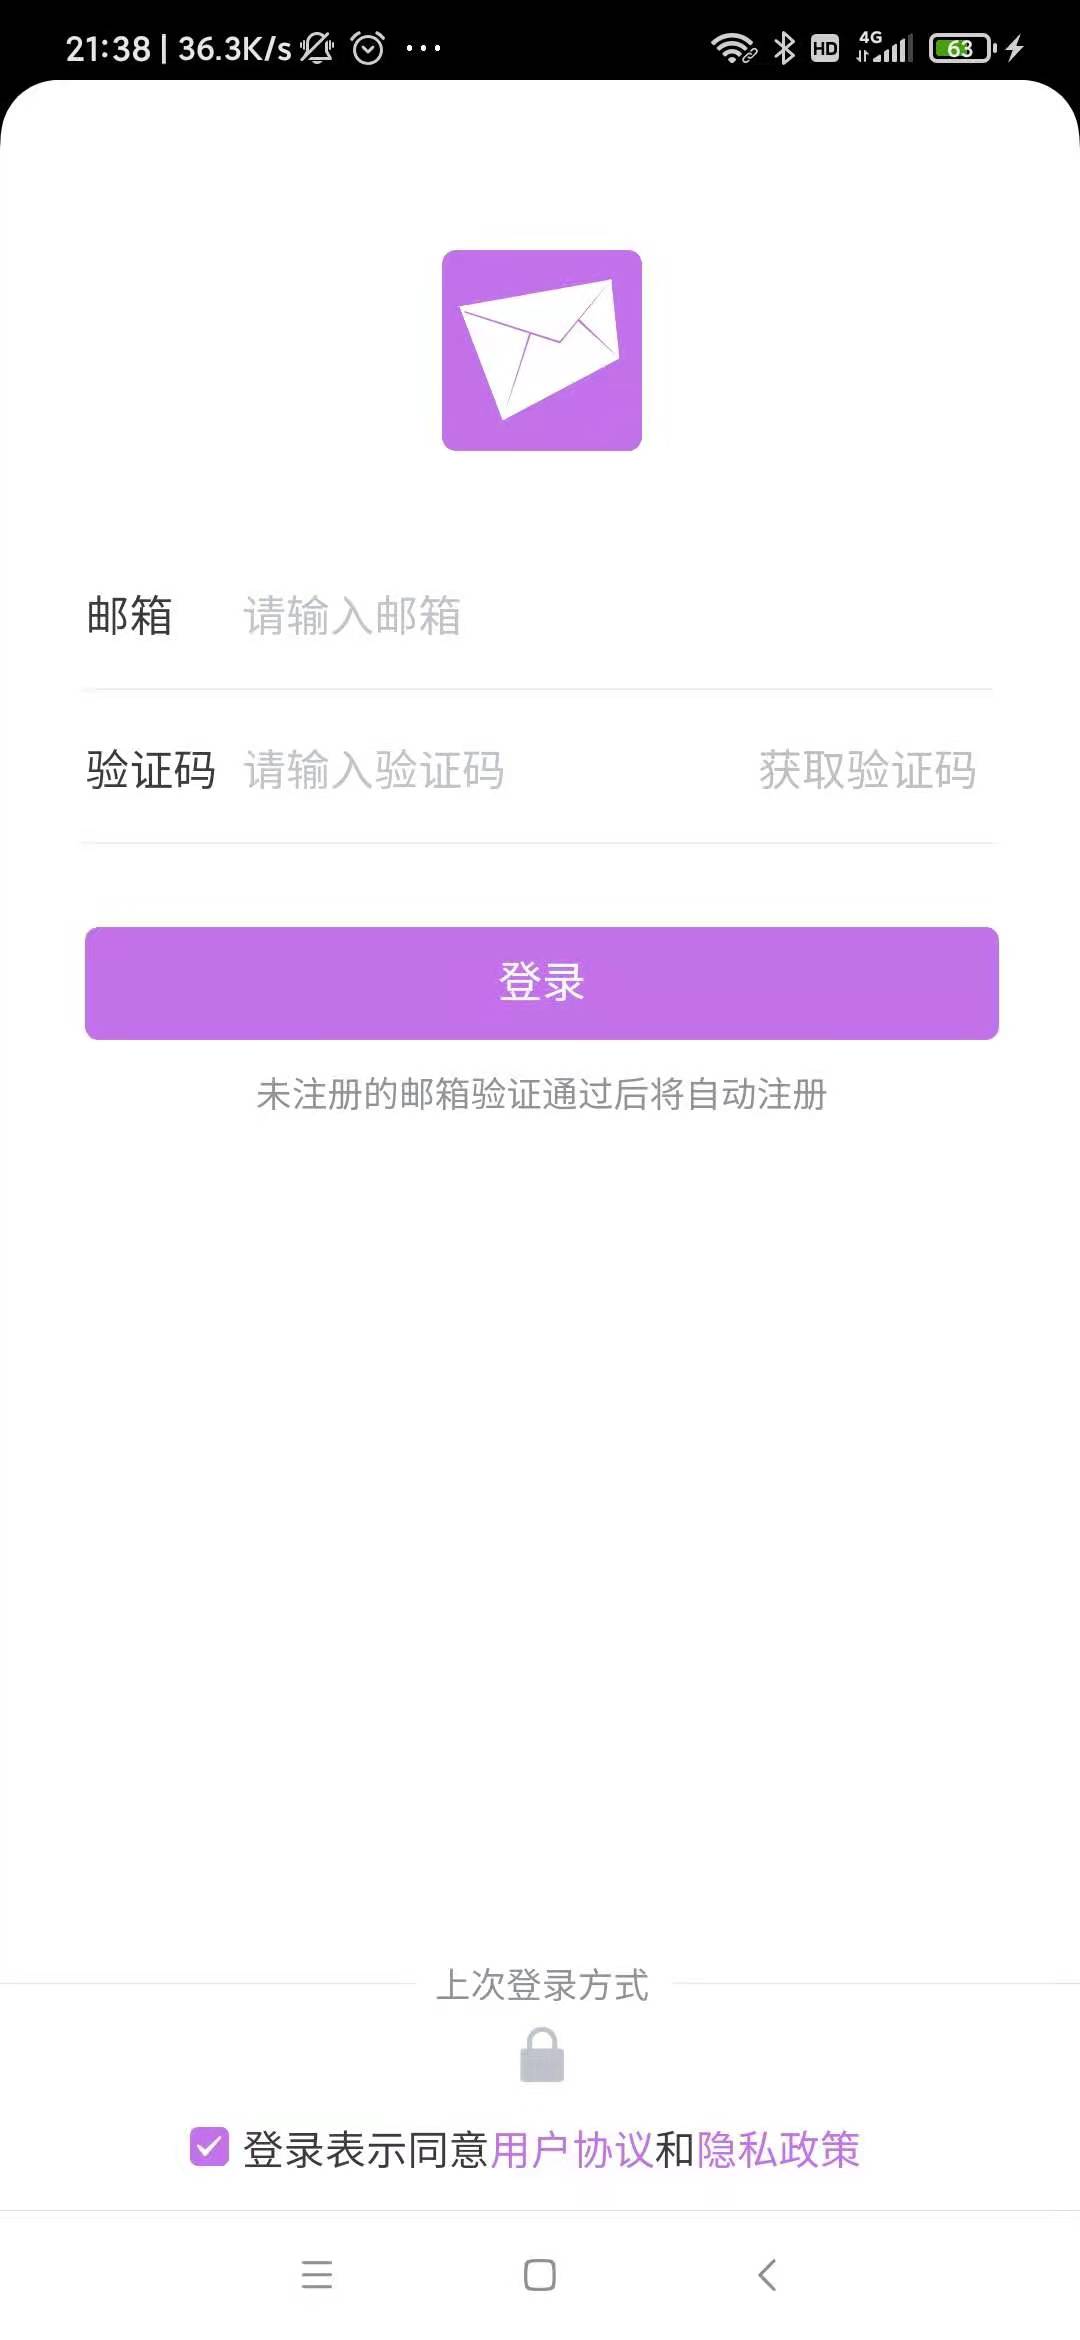 21:38 | 36.3K/s ...
HD 4G 63
邮箱 请输入邮箱
验证码 请输入验证码 获取验证码
登录
未注册的邮箱验证通过后将自动注册
上次登录方式
登录表示同意用户协议和隐私政策